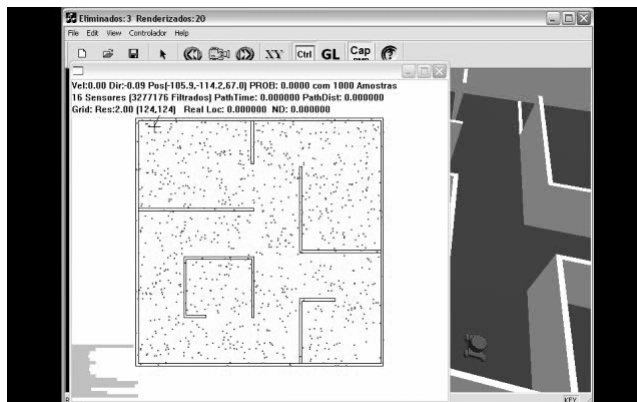 Eliminados: 3 Renderizados: 20
File Edit View Controlador Help
XY Ctrl GL Cap
Vel:0.00 Dir:-0.09 Pos(-105.9,-114.2,67.0) PROB: 0.0000 com 1000 Amostras
16 Sensores (3277176 Filtrados) PathTime: 0.000000 PathDist: 0.000000
Grid: Res:2.00 (124,124) Real Loc: 0.000000 ND: 0.000000